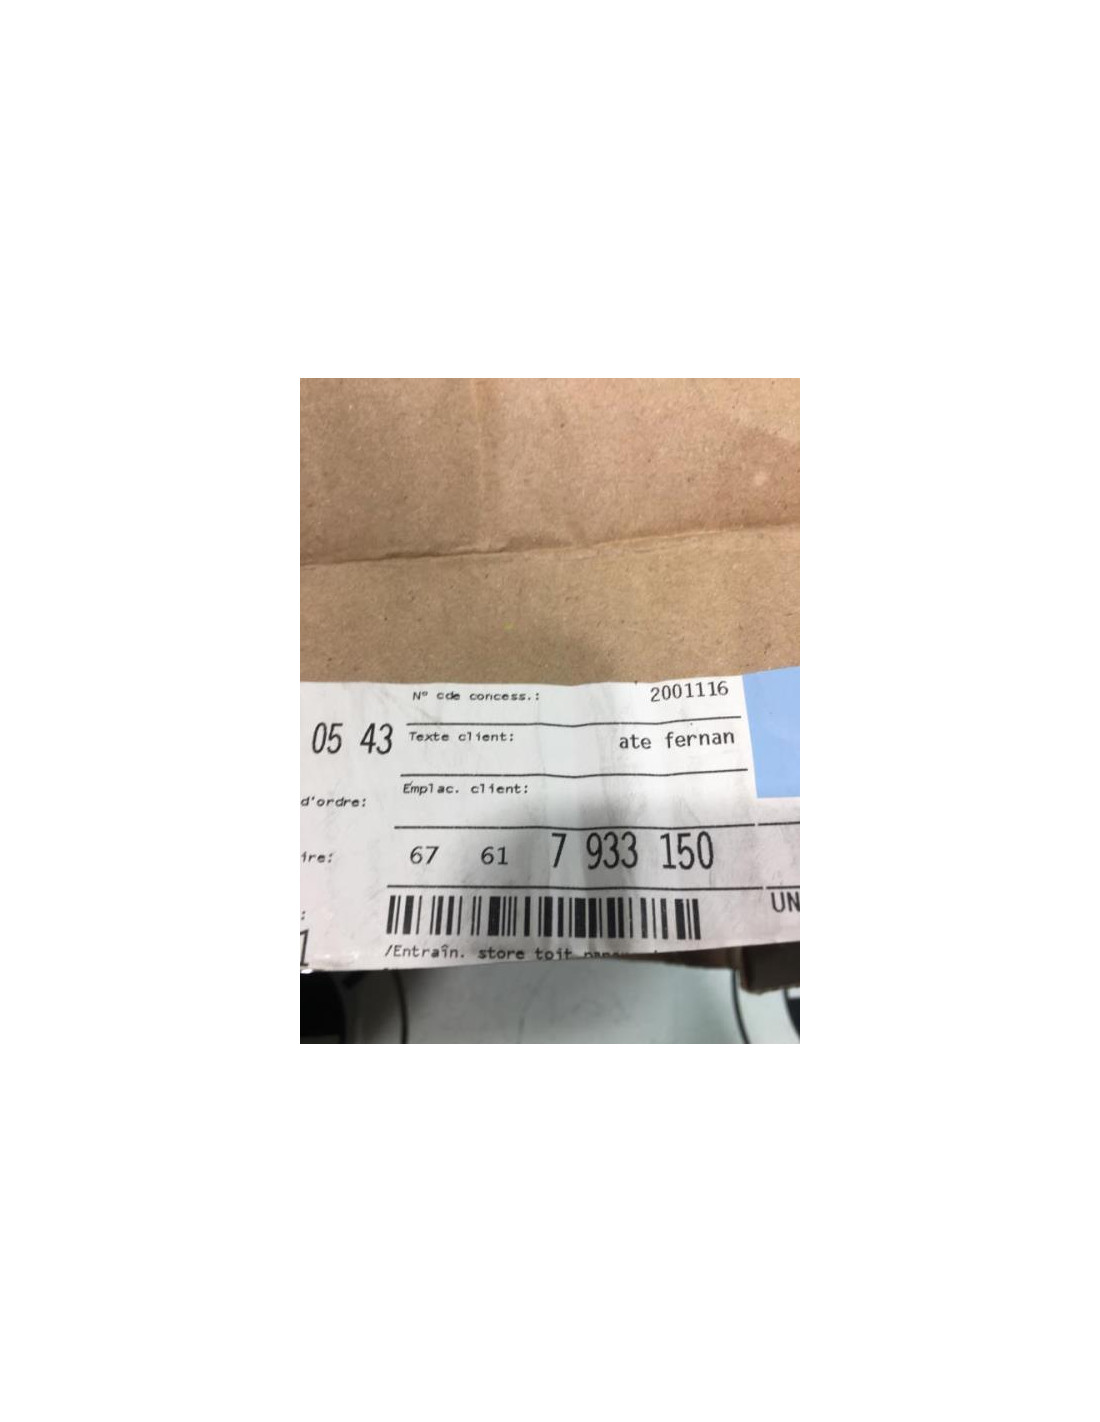 N° cde concess.: 2001116
05 43 Texte client: ate fernan
Emplac. client:
d'ordre:
ire: 67 61 7 933 150
: UN
1 /Entraîn. store toit